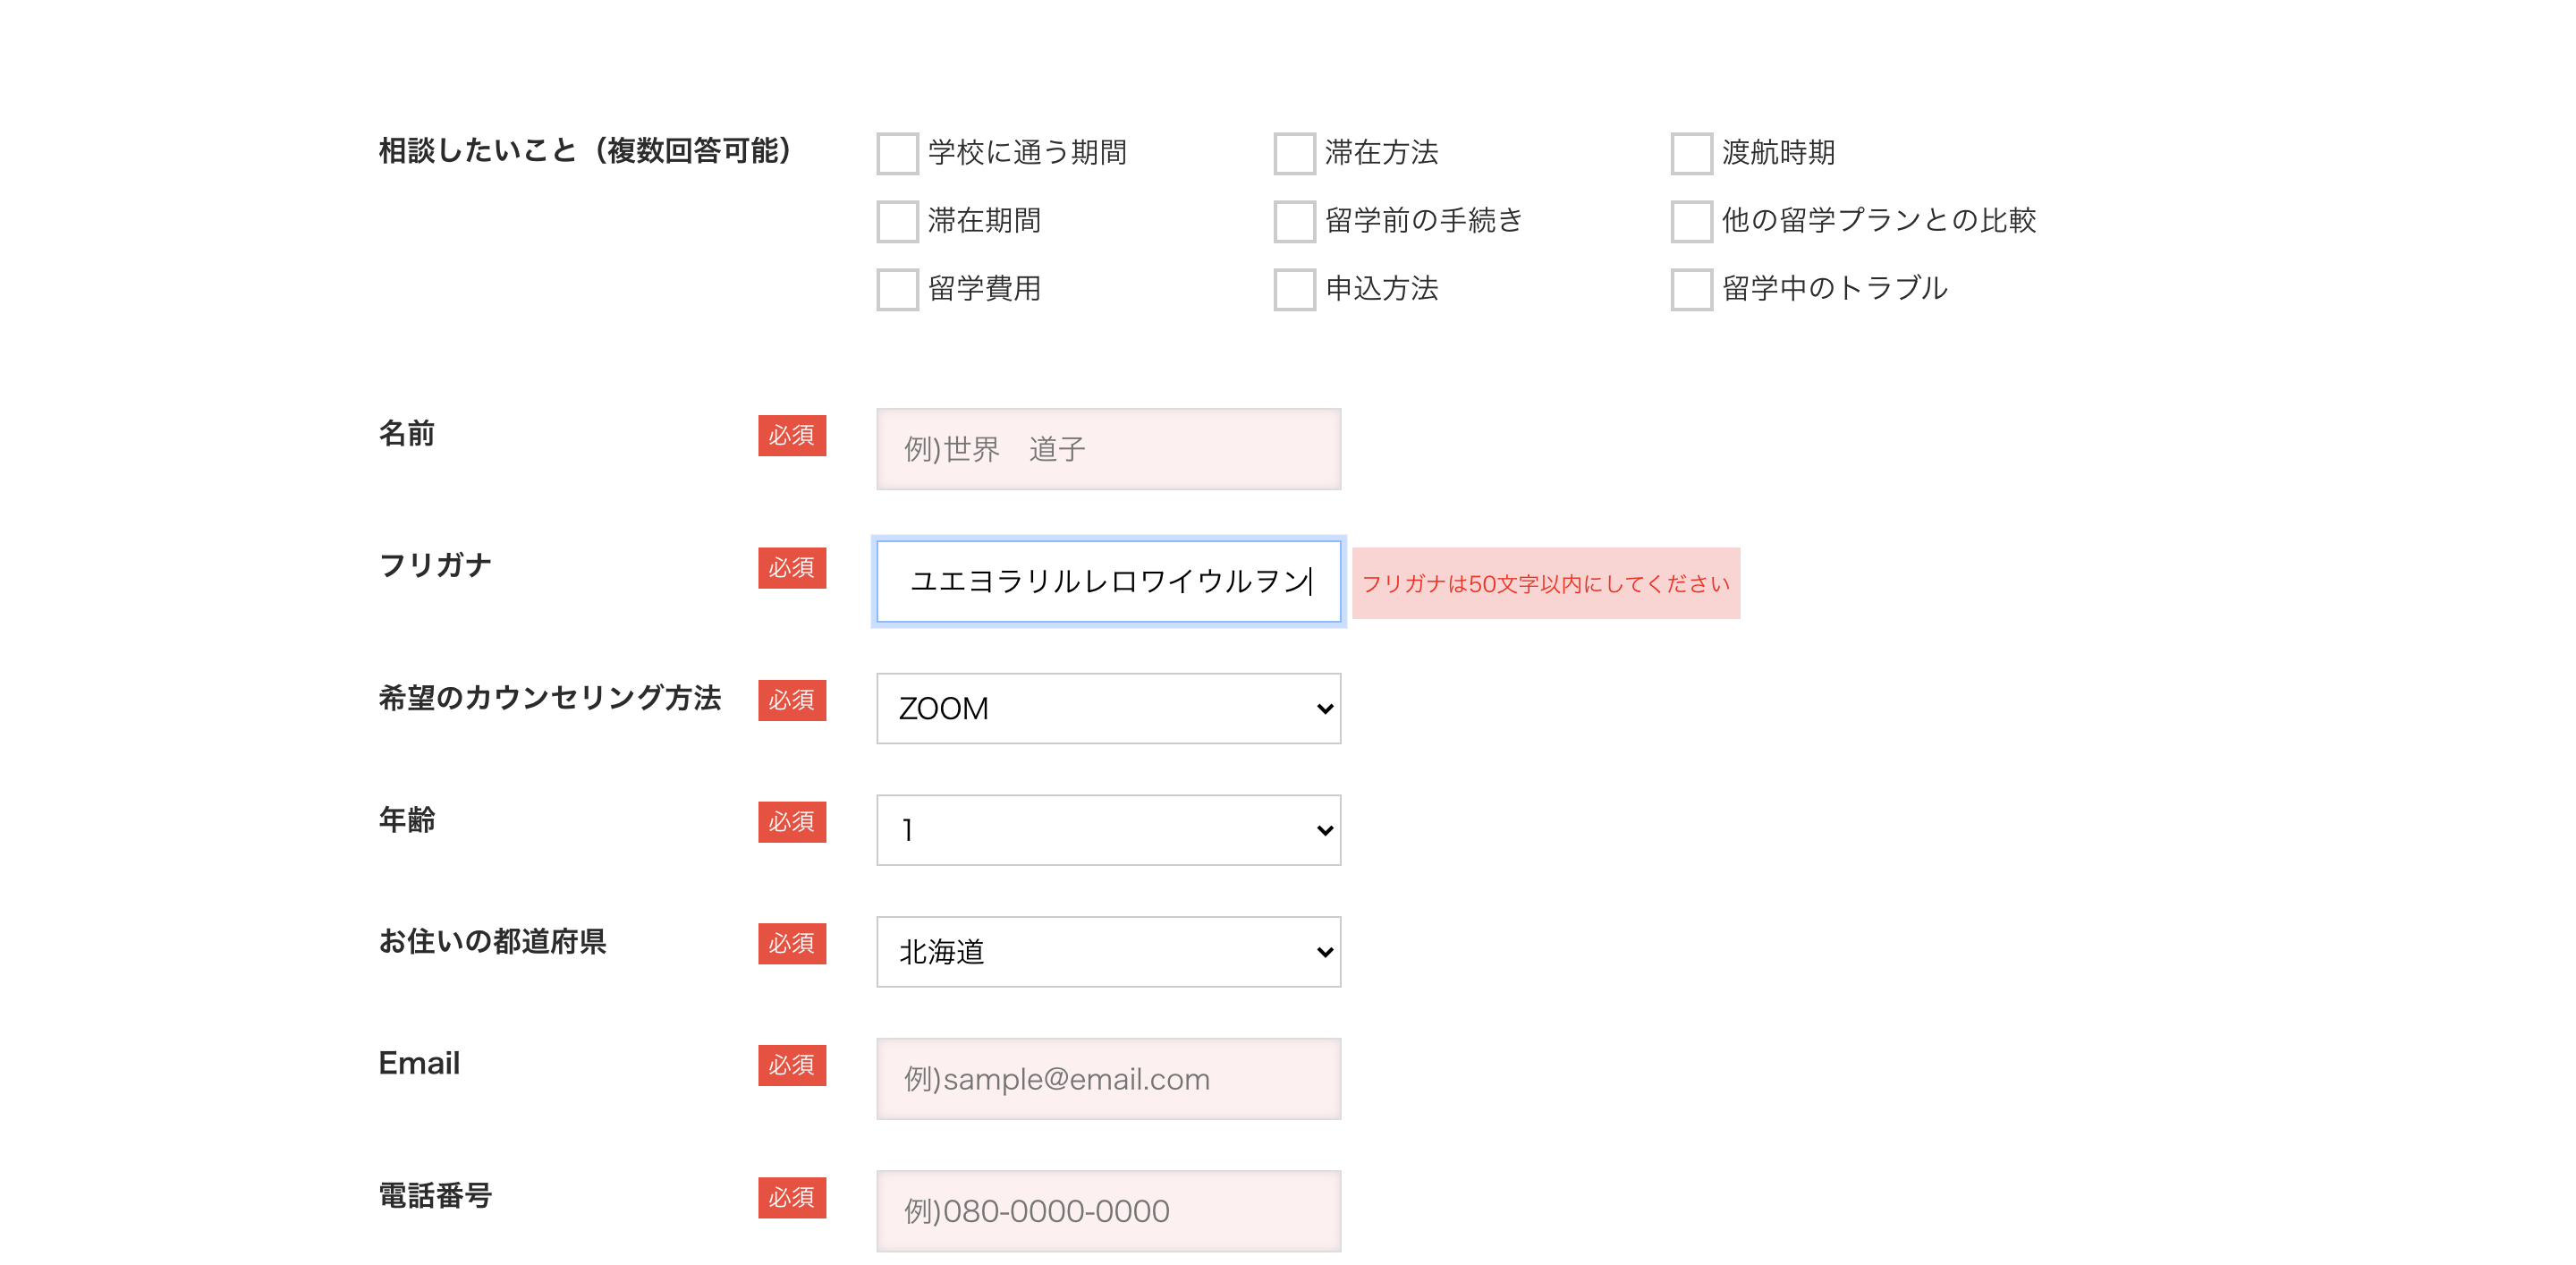 相談したいこと（複数回答可能）
学校に通う期間 滞在方法 渡航時期
滞在期間 留学前の手続き 他の留学プランとの比較
留学費用 申込方法 留学中のトラブル
名前 必須 例)世界　道子
フリガナ 必須 ユエヨラリルレロワイウルヲン フリガナは50文字以内にしてください
希望のカウンセリング方法 必須 ZOOM
年齢 必須 1
お住いの都道府県 必須 北海道
Email 必須 例)sample@email.com
電話番号 必須 例)080-0000-0000